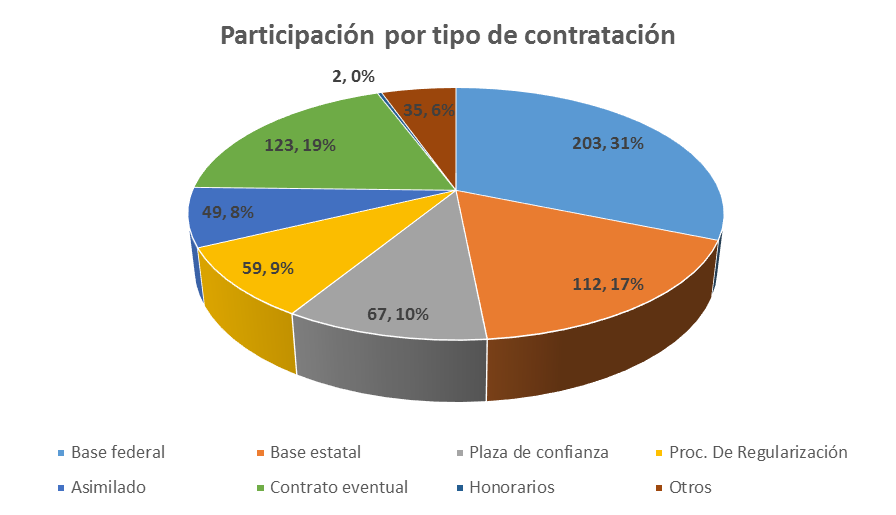 Participación por tipo de contratación
2, 0%
35, 6%
203, 31%
123, 19%
49, 8%
59, 9%
112, 17%
67, 10%
Base federal
Base estatal
Plaza de confianza
Proc. De Regularización
Asimilado
Contrato eventual
Honorarios
Otros